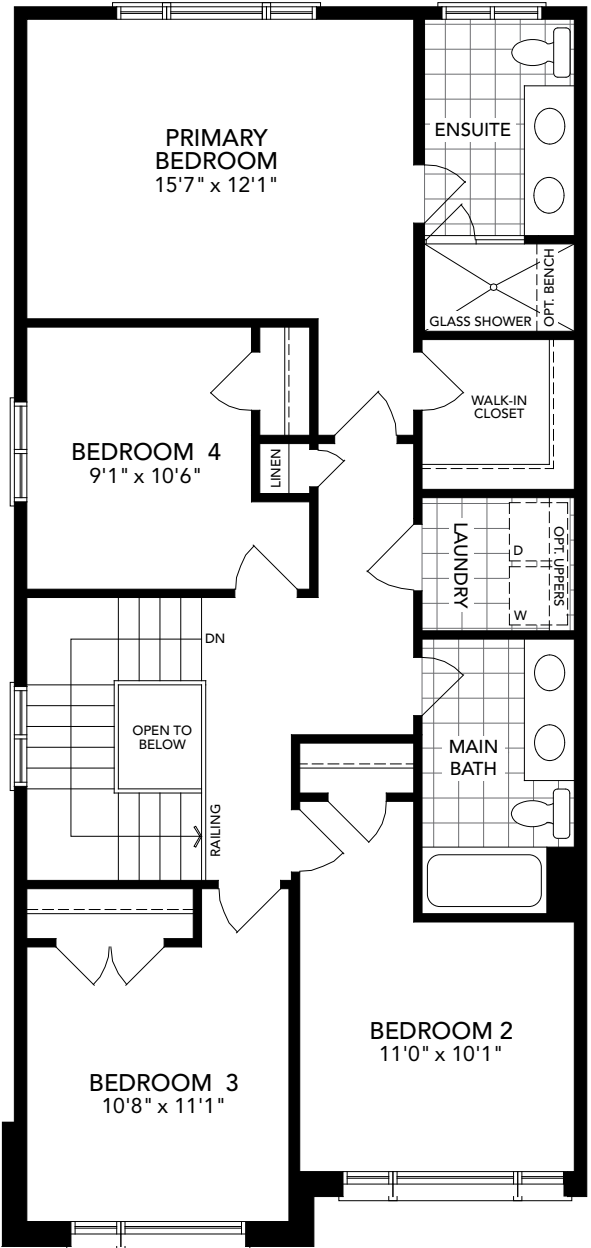 PRIMARY
BEDROOM
15'7" x 12'1"
ENSUITE
OPT. BENCH
GLASS SHOWER
WALK-IN
CLOSET
BEDROOM 4
9'1" x 10'6"
LINEN
LAUNDRY
D
W
OPT. UPPERS
DN
OPEN TO
BELOW
RAILING
MAIN
BATH
BEDROOM 2
11'0" x 10'1"
BEDROOM 3
10'8" x 11'1"